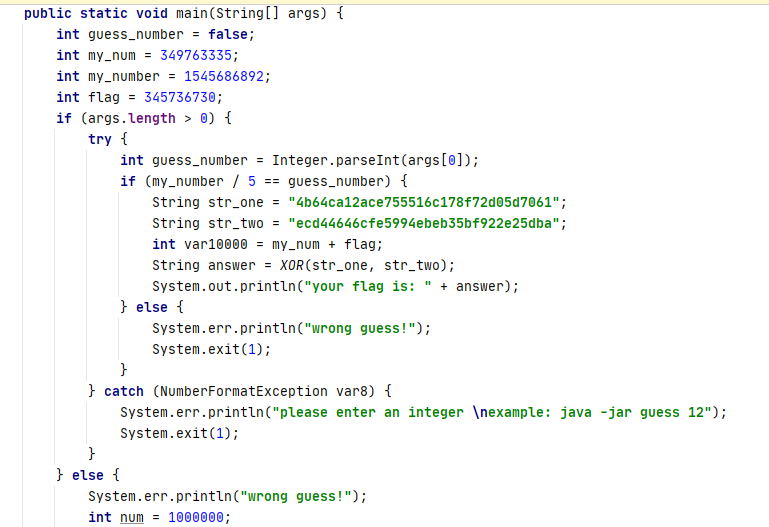 public static void main(String[] args) {
int guess_number = false;
int my_num = 349763335;
int my_number = 1545686892;
int flag = 345736730;
if (args.length > 0) {
try {
int guess_number = Integer.parseInt(args[0]);
if (my_number / 5 == guess_number) {
String str_one = "4b64ca12ace755516c178f72d05d7061";
String str_two = "ecd44646cfe5994ebeb35bf922e25dba";
int var10000 = my_num + flag;
String answer = XOR(str_one, str_two);
System.out.println("your flag is: " + answer);
} else {
System.err.println("wrong guess!");
System.exit(1);
}
} catch (NumberFormatException var8) {
System.err.println("please enter an integer \nexample: java -jar guess 12");
System.exit(1);
}
} else {
System.err.println("wrong guess!");
int num = 1000000;